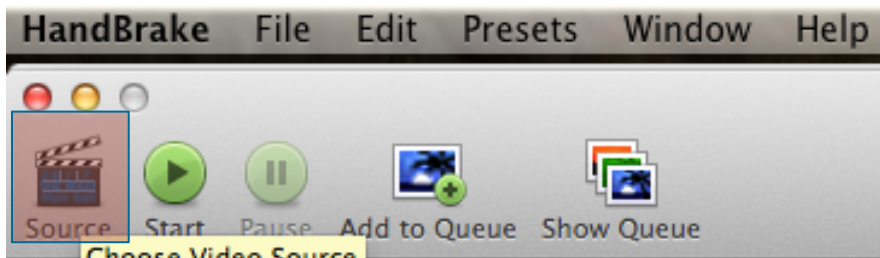 HandBrake File Edit Presets Window Help
Source Start Pause Add to Queue Show Queue
Choose Video Source